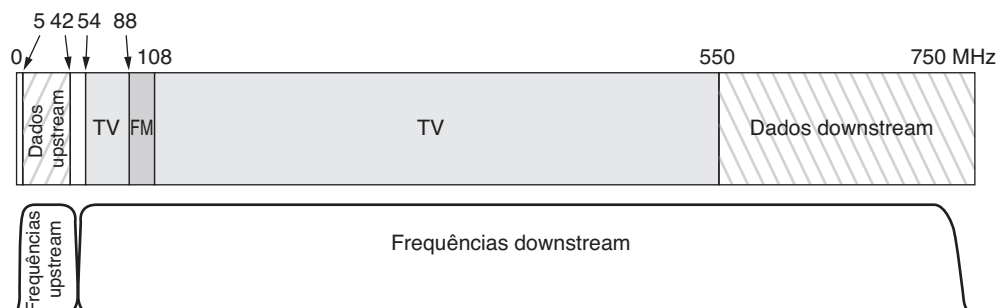 5 42 54 88
0 108 550 750 MHz
Dados
upstream
TV FM TV Dados downstream
Frequências
upstream
Frequências downstream